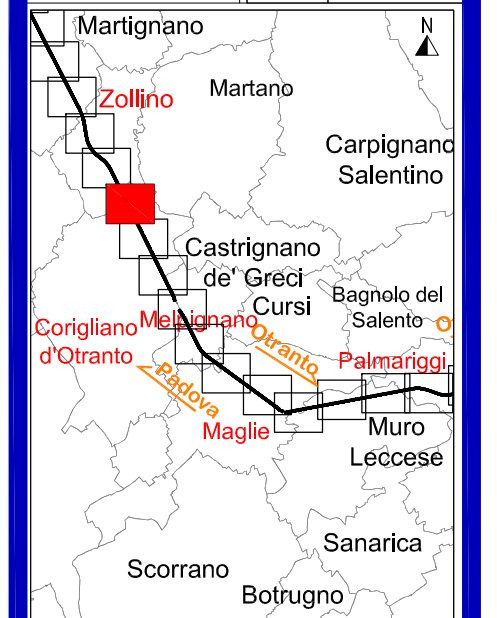 Martignano
N
Zollino
Martano
Carpignano
Salentino
Castrignano
de' Greci
Cursi
Bagnolo del
Salento
Melpignano
Corigliano
d'Otranto
Otranto
Palmariggi
Padova
Maglie
Muro
Leccese
Sanarica
Scorrano
Botrugno